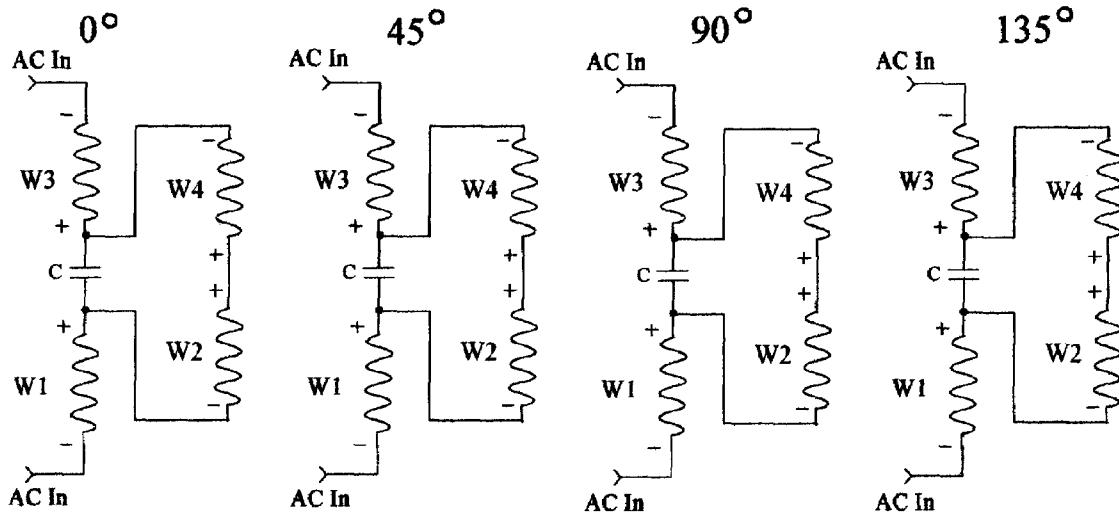 0° 45° 90° 135°
AC In AC In AC In AC In
− − − −
− − − −
W3 W4 W3 W4 W3 W4 W3 W4
+ + + +
+ + + +
C C C C
+ + + +
+ + + +
W1 W2 W1 W2 W1 W2 W1 W2
− − − −
− − − −
AC In AC In AC In AC In